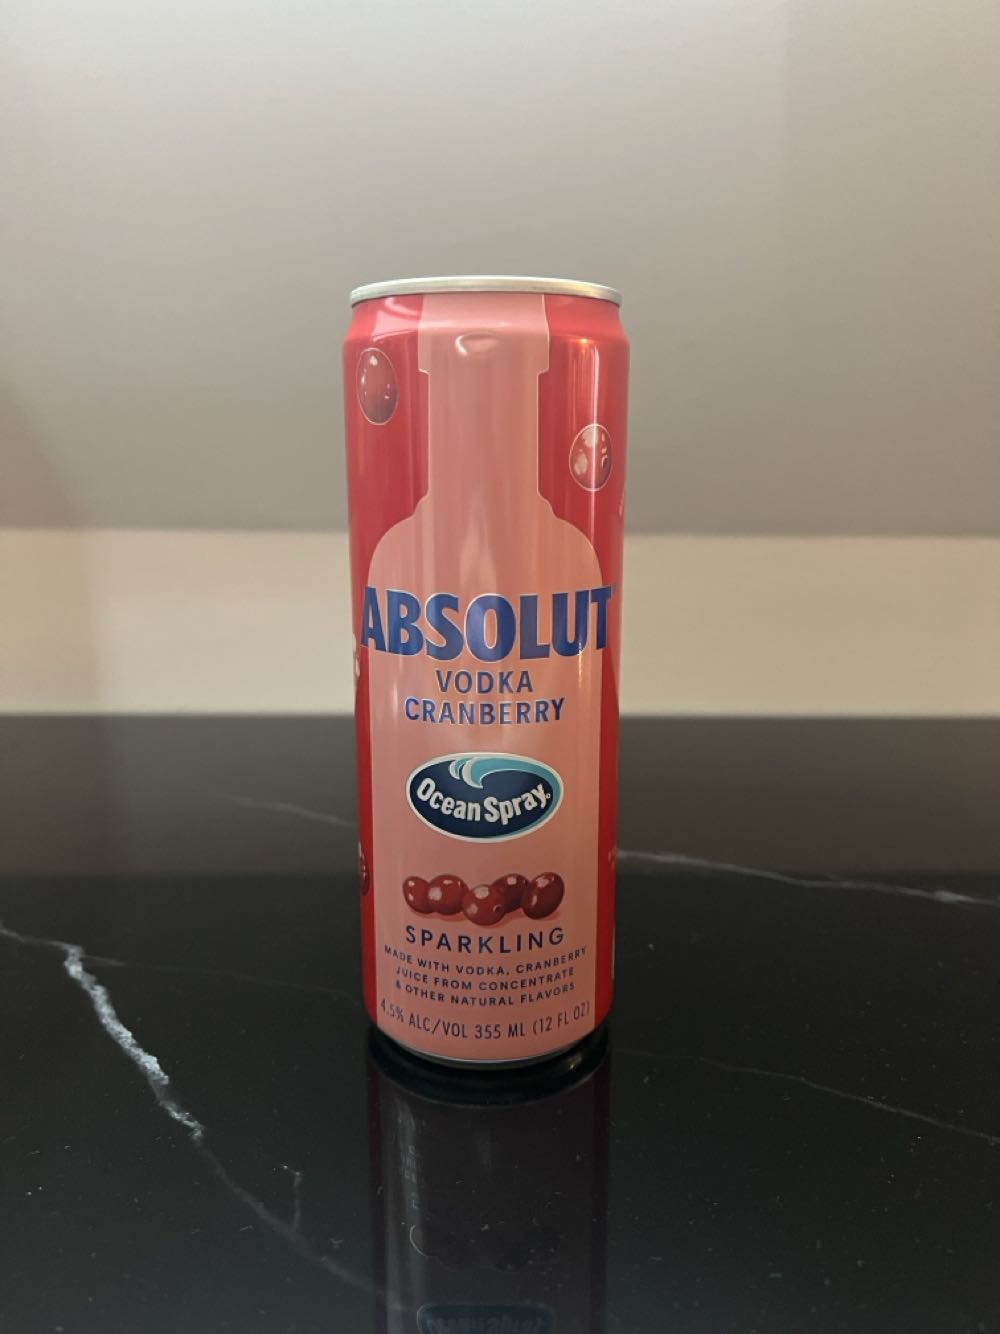 ABSOLUT
VODKA
CRANBERRY
Ocean Spray
SPARKLING
MADE WITH VODKA, CRANBERRY
JUICE FROM CONCENTRATE
& OTHER NATURAL FLAVORS
4.5% ALC/VOL 355 ML (12 FL OZ)